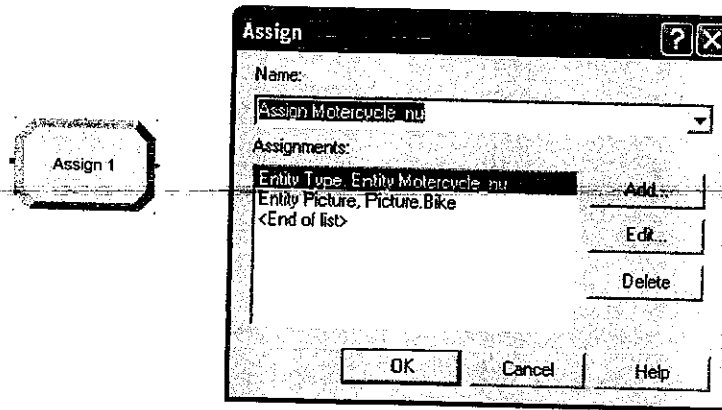 Assign
Name:
Assign Motercycle_nu
Assignments:
Assign 1
Entity Type, Entity Motercycle_nu
Entity Picture, Picture.Bike
<End of list>
Add...
Edit...
Delete
OK
Cancel
Help